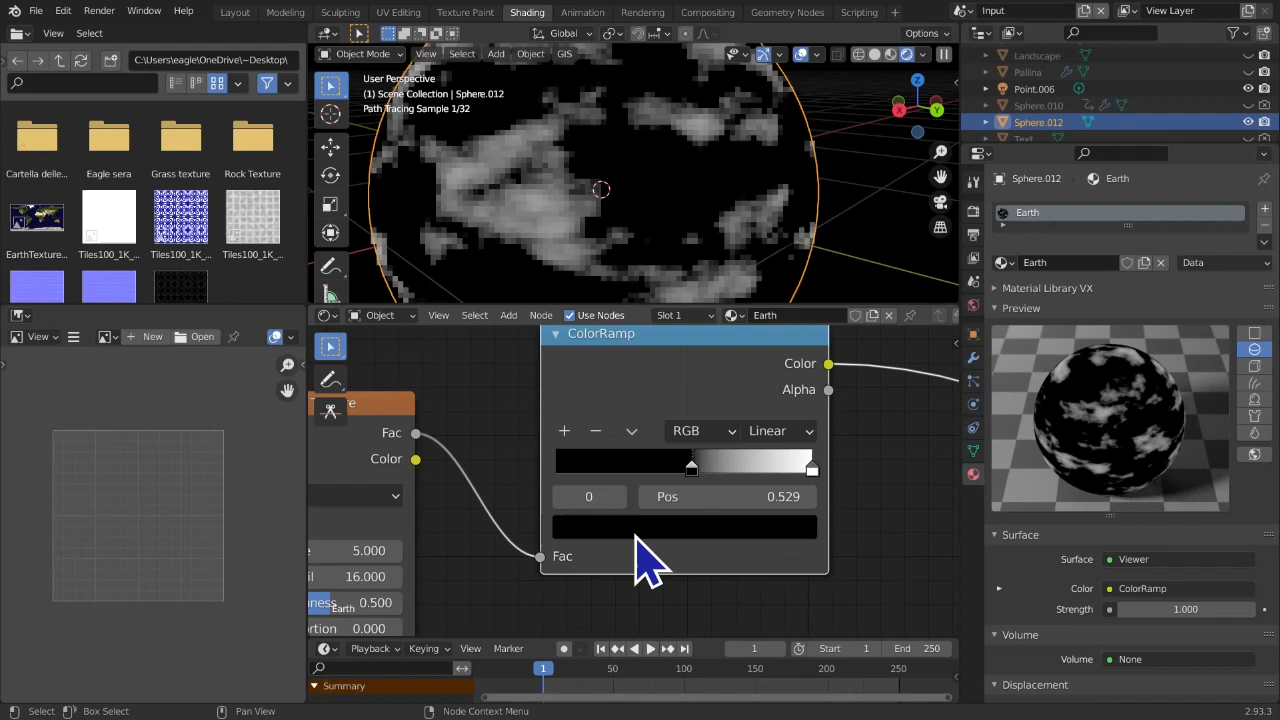 File Edit Render Window Help Layout Modeling Sculpting UV Editing Texture Paint Shading Animation Rendering Compositing Geometry Nodes Scripting + Input View Layer
View Select Global Options
C:\Users\eagle\OneDrive\~Desktop\ Object Mode View Select Add Object GIS
User Perspective
(1) Scene Collection | Sphere.012
Path Tracing Sample 1/32
Landscape
Pallina
Point.006
Sphere.010
Sphere.012
Text
Cartella delle... Eagle sera Grass texture Rock Texture
EarthTexture... Tiles100_1K_... Tiles100_1K_... Tiles100_1K_...
Sphere.012 Earth
Earth
Earth Data
Material Library VX
Preview
Object View Select Add Node Use Nodes Slot 1 Earth
View New Open
ColorRamp
Color
Alpha
Fac
Color
RGB Linear
0 Pos 0.529
Fac
5.000
16.000
0.500
Earth
0.000
Surface
Surface Viewer
Color ColorRamp
Strength 1.000
Volume
Volume None
Displacement
Playback Keying View Marker 1 Start 1 End 250
1 50 100 150 200 250
Summary
Select Box Select Pan View Node Context Menu 2.93.3